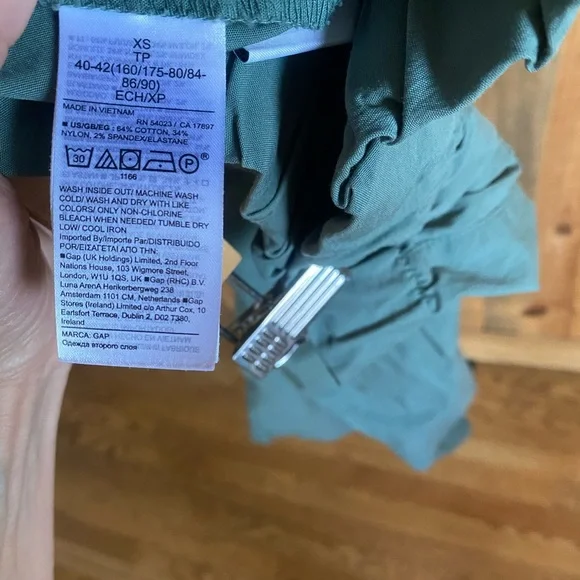 XS
TP
40-42(160/175-80/84-
86/90)
ECH/XP
MADE IN VIETNAM
RN 54023 / CA 17897
■ US/GB/EG : 64% COTTON, 34%
NYLON, 2% SPANDEX/ELASTANE
30 P
1166
WASH INSIDE OUT/ MACHINE WASH
COLD/ WASH AND DRY WITH LIKE
COLORS/ ONLY NON-CHLORINE
BLEACH WHEN NEEDED/ TUMBLE DRY
LOW/ COOL IRON
Imported By/Importe Par/DISTRIBUIDO
POR/ΕΙΣΑΓΕΤΑΙ ΑΠΟ ΤΗΝ:
■Gap (UK Holdings) Limited, 2nd Floor
Nations House, 103 Wigmore Street,
London, W1U 1QS, UK ■Gap (RHC) B.V.
Luna ArenA Herikerbergweg 238
Amsterdam 1101 CM, Netherlands ■Gap
Stores (Ireland) Limited c/o Arthur Cox, 10
Earlsfort Terrace, Dublin 2, D02 T380,
Ireland
MARCA: GAP
Одежда второго слоя